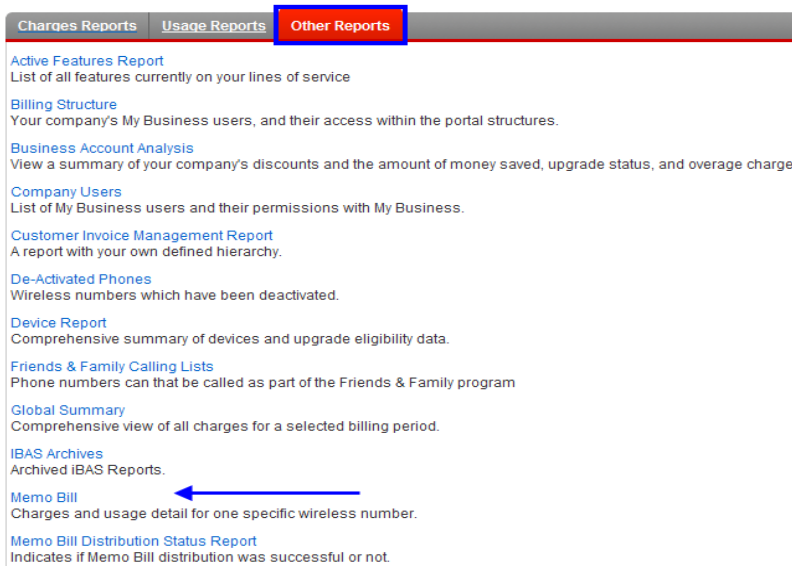 Charges Reports Usage Reports Other Reports
Active Features Report
List of all features currently on your lines of service
Billing Structure
Your company's My Business users, and their access within the portal structures.
Business Account Analysis
View a summary of your company's discounts and the amount of money saved, upgrade status, and overage charge
Company Users
List of My Business users and their permissions with My Business.
Customer Invoice Management Report
A report with your own defined hierarchy.
De-Activated Phones
Wireless numbers which have been deactivated.
Device Report
Comprehensive summary of devices and upgrade eligibility data.
Friends & Family Calling Lists
Phone numbers can that be called as part of the Friends & Family program
Global Summary
Comprehensive view of all charges for a selected billing period.
IBAS Archives
Archived iBAS Reports.
Memo Bill
Charges and usage detail for one specific wireless number.
Memo Bill Distribution Status Report
Indicates if Memo Bill distribution was successful or not.